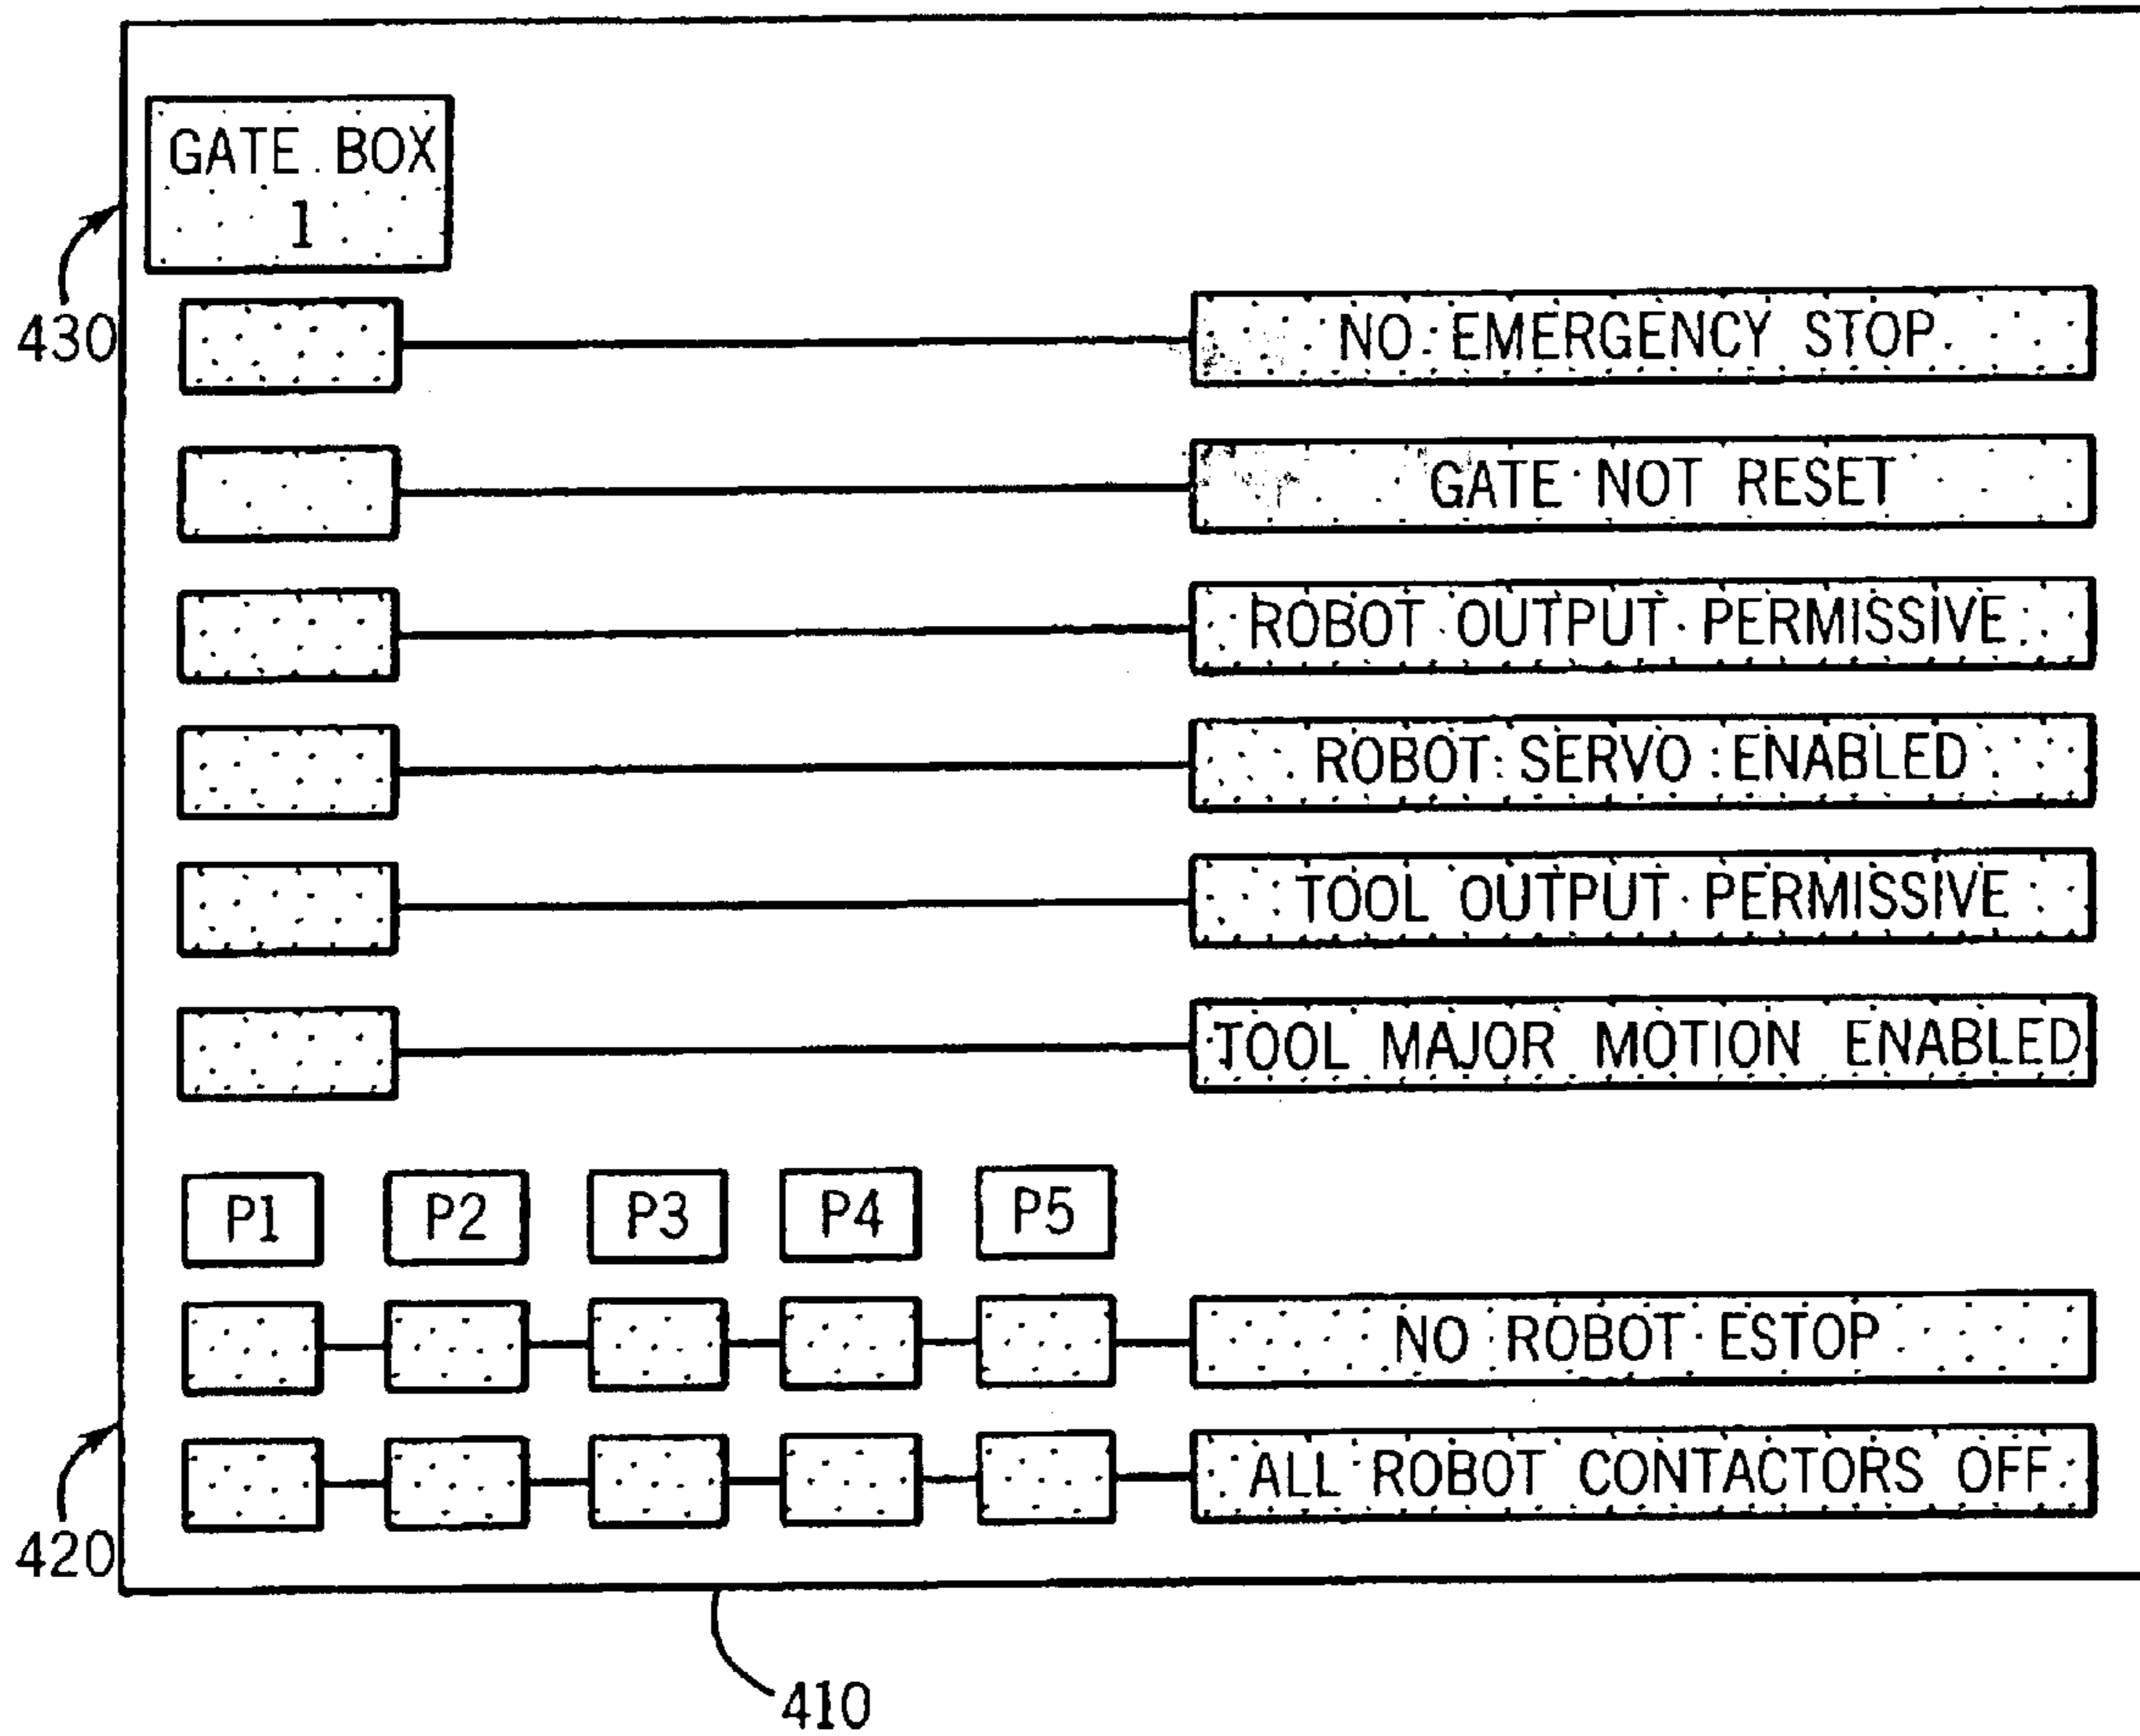 GATE BOX
1
430
NO EMERGENCY STOP
GATE NOT RESET
ROBOT OUTPUT PERMISSIVE
ROBOT SERVO ENABLED
TOOL OUTPUT PERMISSIVE
TOOL MAJOR MOTION ENABLED
P1 P2 P3 P4 P5
NO ROBOT ESTOP
ALL ROBOT CONTACTORS OFF
420
410